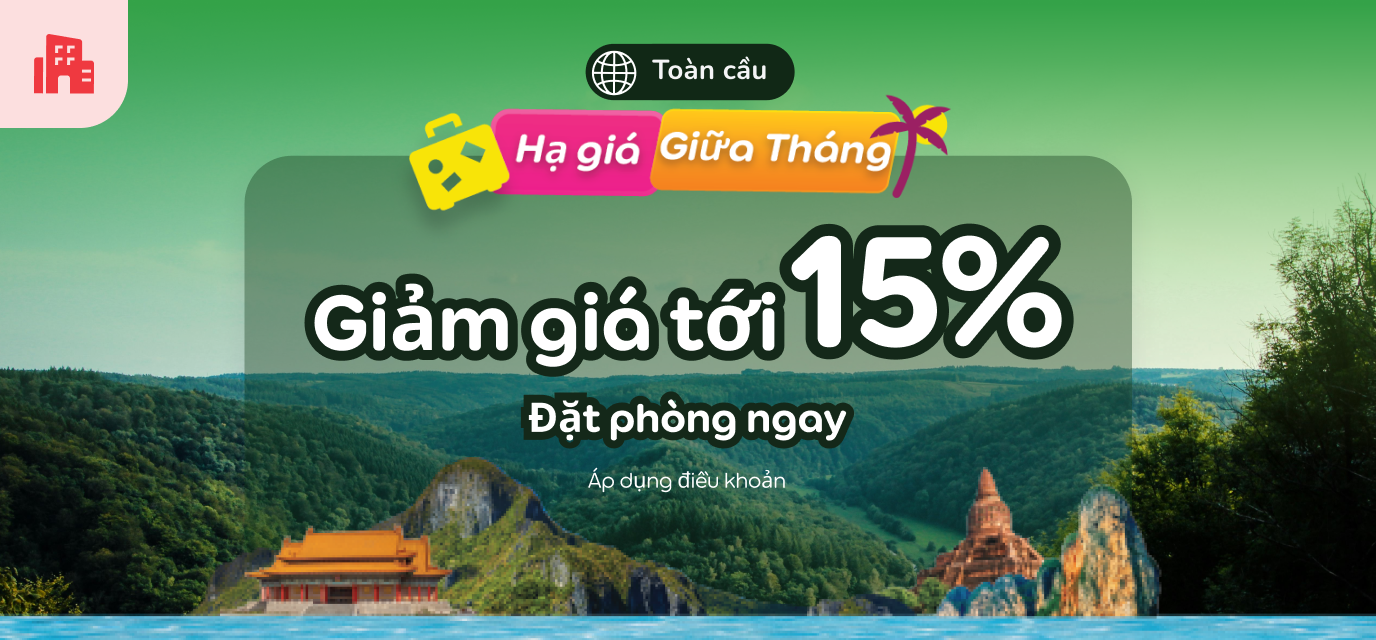 Toàn cầu
Hạ giá Giữa Tháng
Giảm giá tới 15%
Đặt phòng ngay
Áp dụng điều khoản